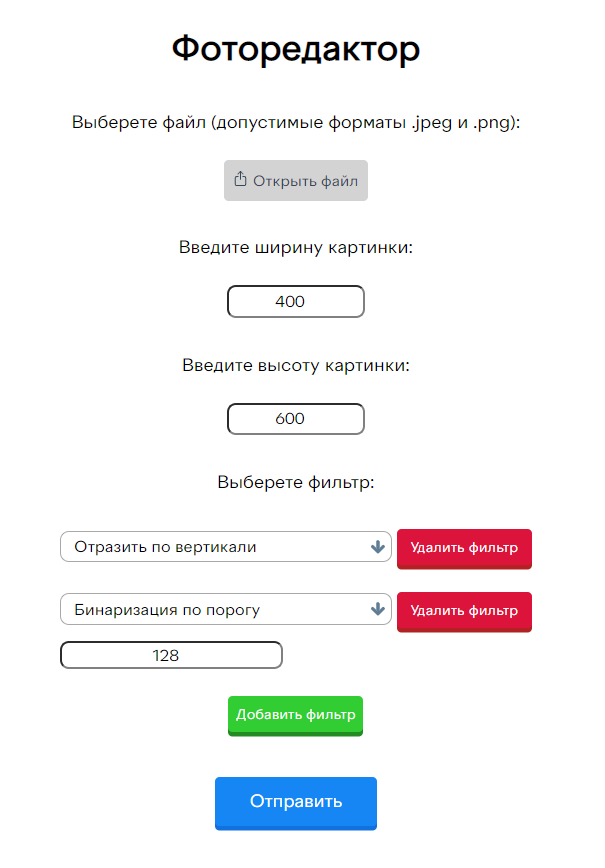 Фоторедактор
Выберете файл (допустимые форматы .jpeg и .png):
Открыть файл
Введите ширину картинки:
400
Введите высоту картинки:
600
Выберете фильтр:
Отразить по вертикали
Удалить фильтр
Бинаризация по порогу
Удалить фильтр
128
Добавить фильтр
Отправить